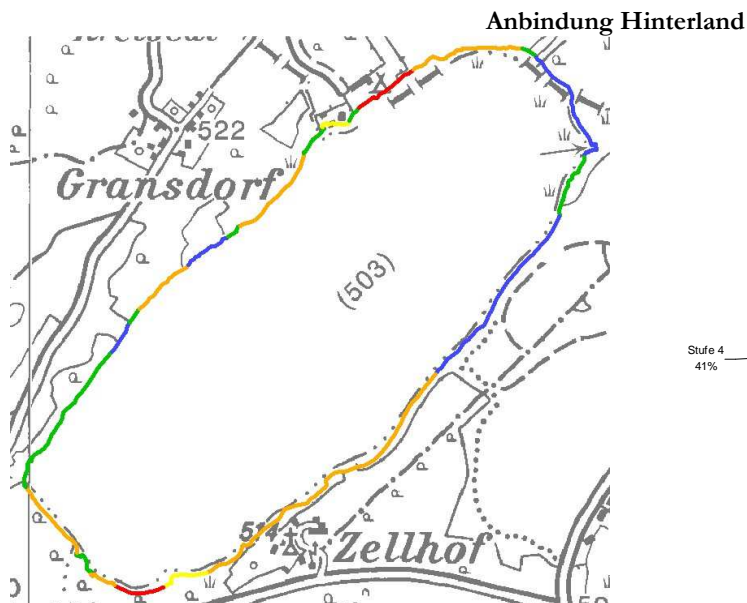 Anbindung Hinterland
522
Gransdorf
(503)
Stufe 4
41%
514
Zellhof